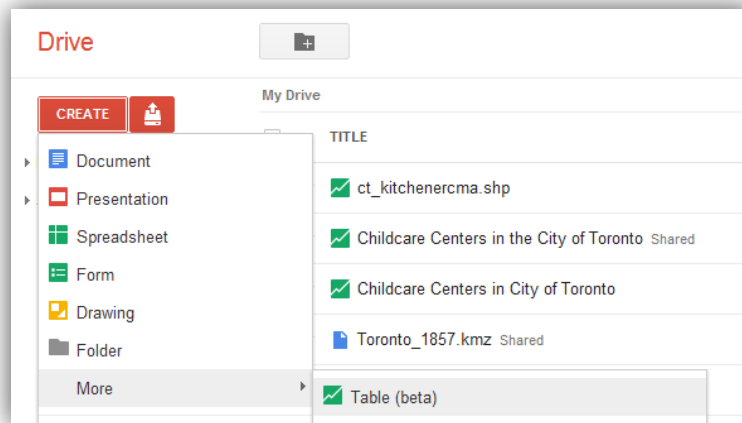 Drive
My Drive
CREATE
TITLE
Document
Presentation
Spreadsheet
Form
Drawing
Folder
More
ct_kitchenercma.shp
Childcare Centers in the City of Toronto Shared
Childcare Centers in City of Toronto
Toronto_1857.kmz Shared
Table (beta)